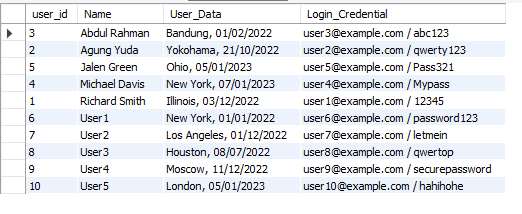 user_id Name User_Data Login_Credential
3 Abdul Rahman Bandung, 01/02/2022 user3@example.com / abc123
2 Agung Yuda Yokohama, 21/10/2022 user2@example.com / qwerty123
5 Jalen Green Ohio, 05/01/2023 user5@example.com / Pass321
4 Michael Davis New York, 07/01/2023 user4@example.com / Mypass
1 Richard Smith Illinois, 03/12/2022 user1@example.com / 12345
6 User1 New York, 01/01/2022 user6@example.com / password123
7 User2 Los Angeles, 01/12/2022 user7@example.com / letmein
8 User3 Houston, 08/07/2022 user8@example.com / qwertop
9 User4 Moscow, 11/12/2022 user9@example.com / securepassword
10 User5 London, 05/01/2023 user10@example.com / hahihohe